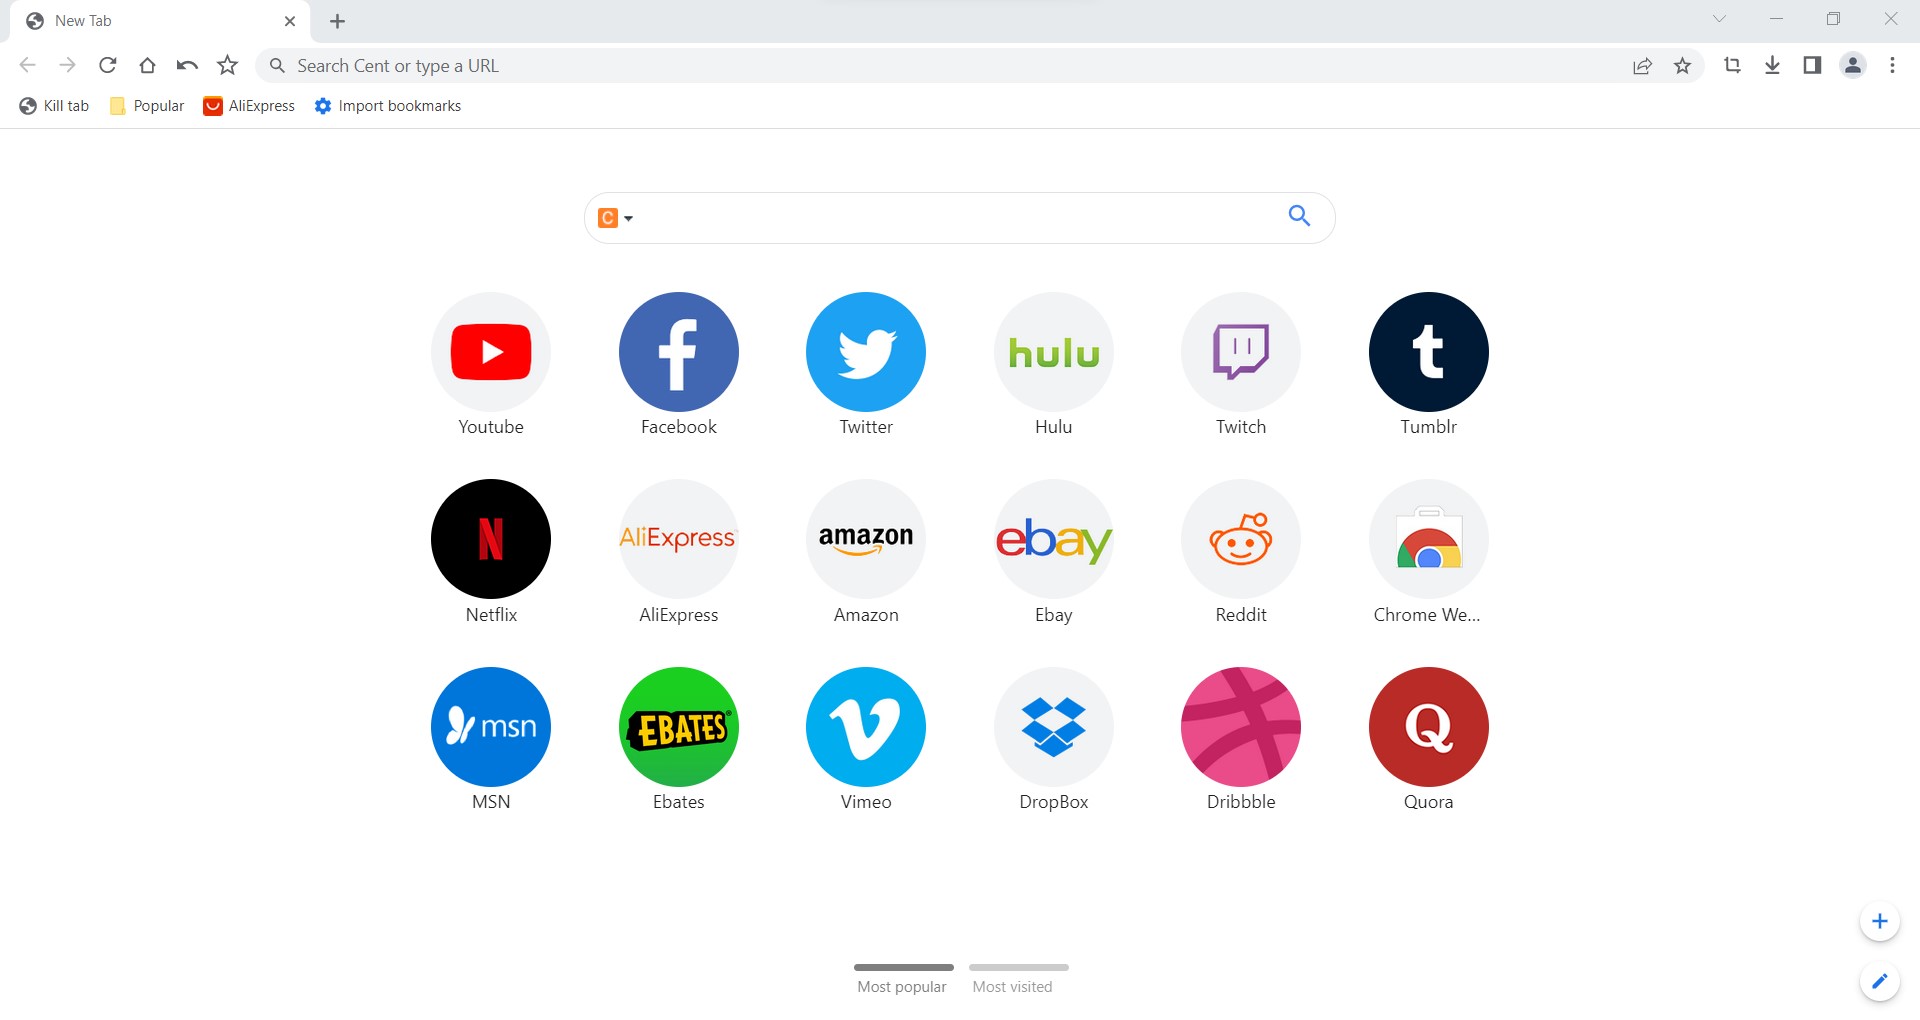 New Tab
Search Cent or type a URL
Kill tab Popular AliExpress Import bookmarks
C
hulu
Youtube Facebook Twitter Hulu Twitch Tumblr
N AliExpress amazon ebay
Netflix AliExpress Amazon Ebay Reddit Chrome We...
msn EBATES Q
MSN Ebates Vimeo DropBox Dribbble Quora
Most popular Most visited